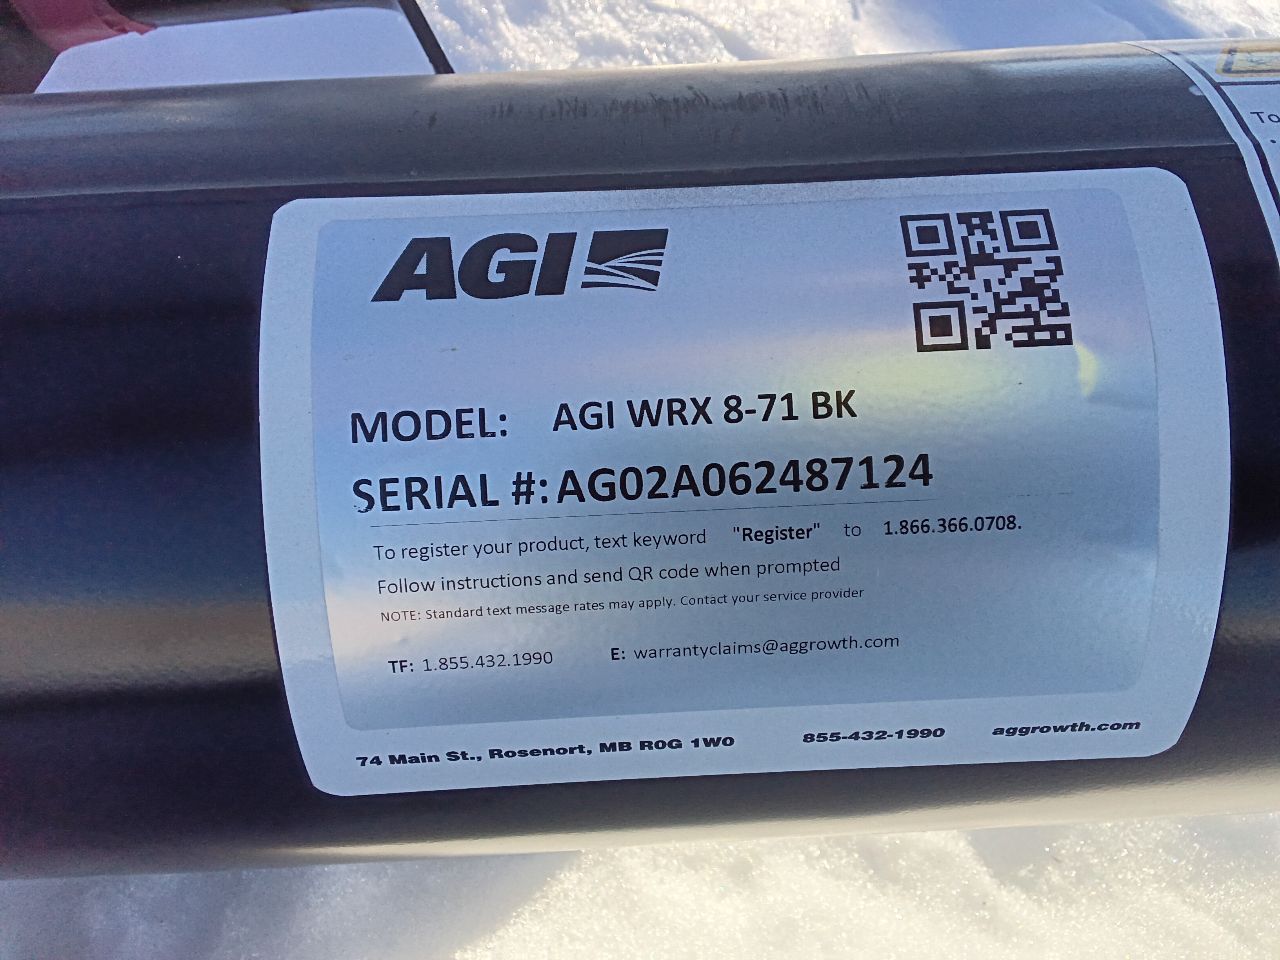 To
AGI
MODEL: AGI WRX 8-71 BK
SERIAL #: AG02A062487124
To register your product, text keyword "Register" to 1.866.366.0708.
Follow instructions and send QR code when prompted
NOTE: Standard text message rates may apply. Contact your service provider
TF: 1.855.432.1990 E: warrantyclaims@aggrowth.com
74 Main St., Rosenort, MB R0G 1W0 855-432-1990 aggrowth.com